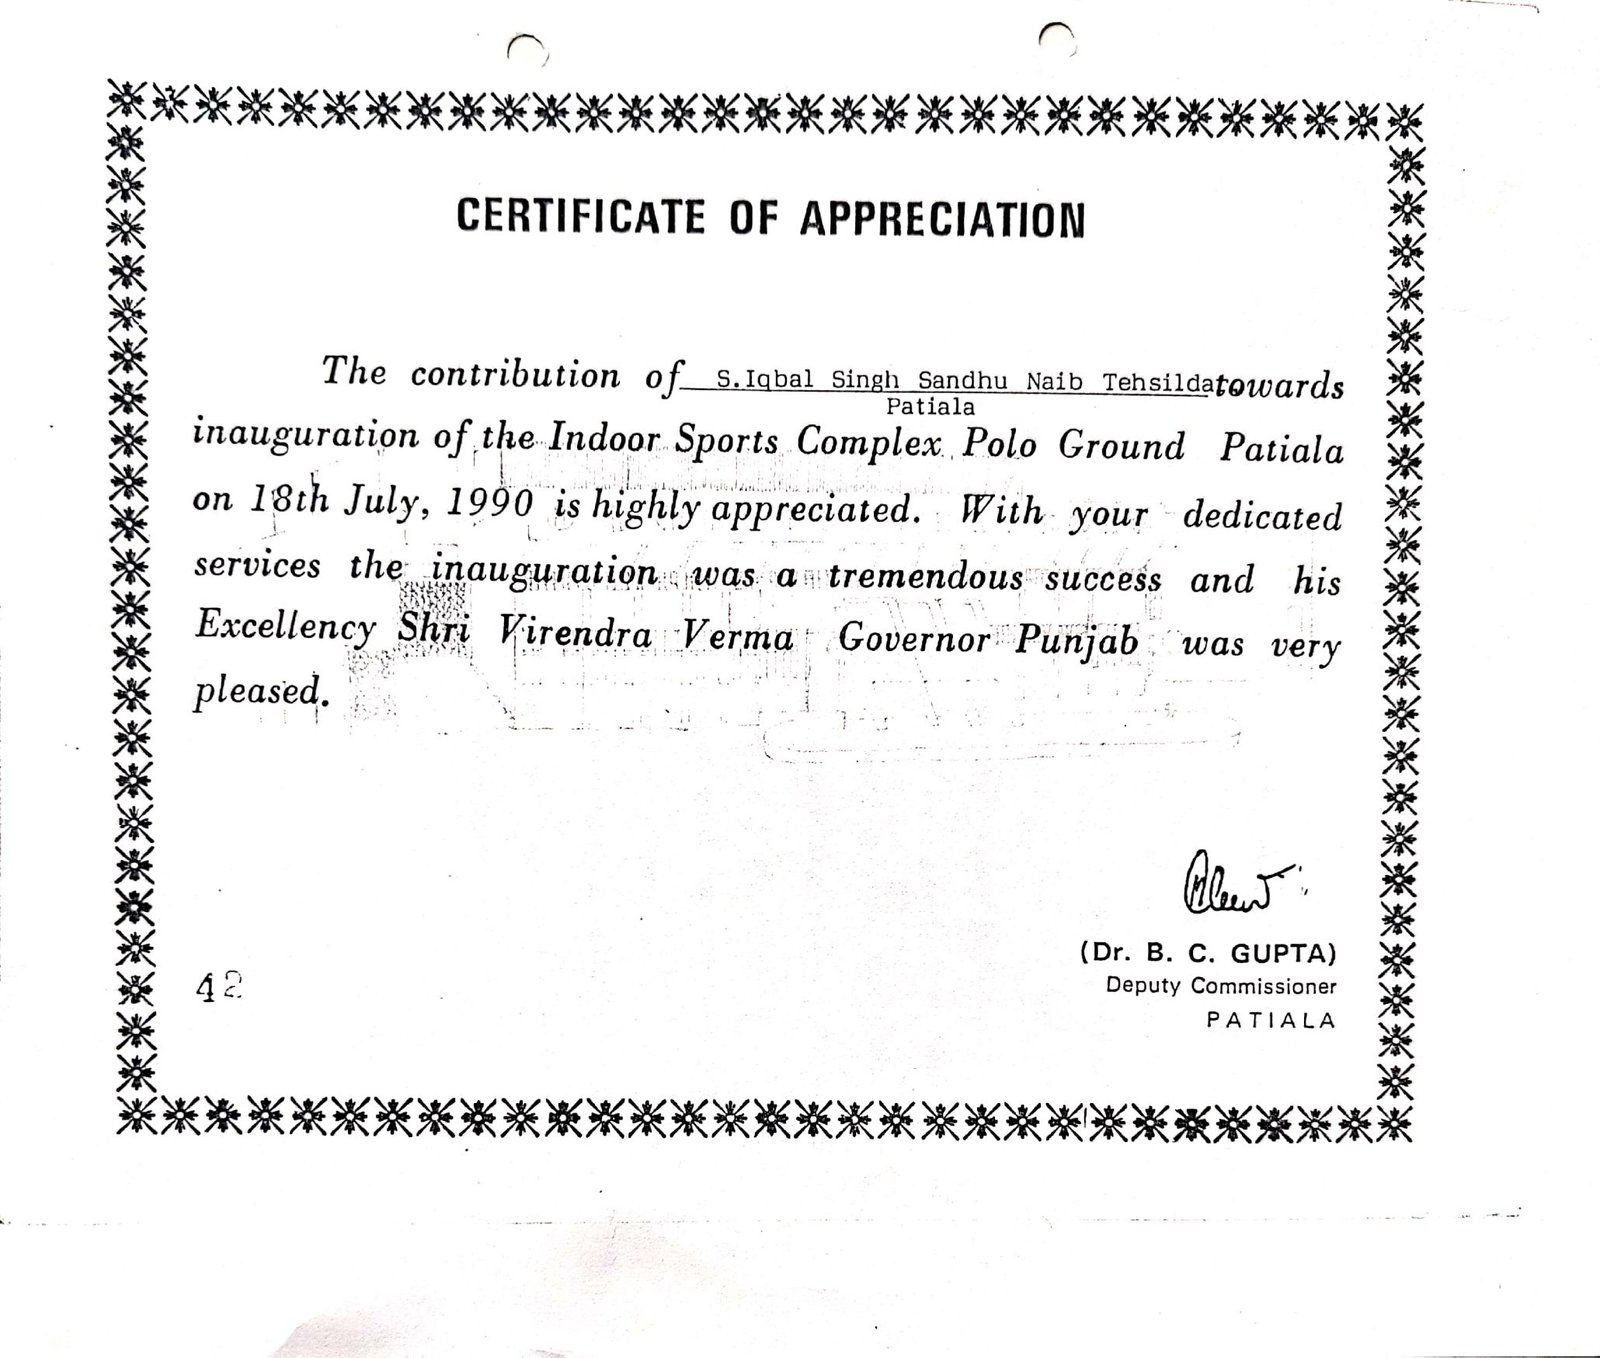 CERTIFICATE OF APPRECIATION
The contribution of S.Iqbal Singh Sandhu Naib Tehsilda towards
Patiala
inauguration of the Indoor Sports Complex Polo Ground Patiala
on 18th July, 1990 is highly appreciated. With your dedicated
services the inauguration was a tremendous success and his
Excellency Shri Virendra Verma Governor Punjab was very
pleased.
(Dr. B. C. GUPTA)
Deputy Commissioner
PATIALA
42